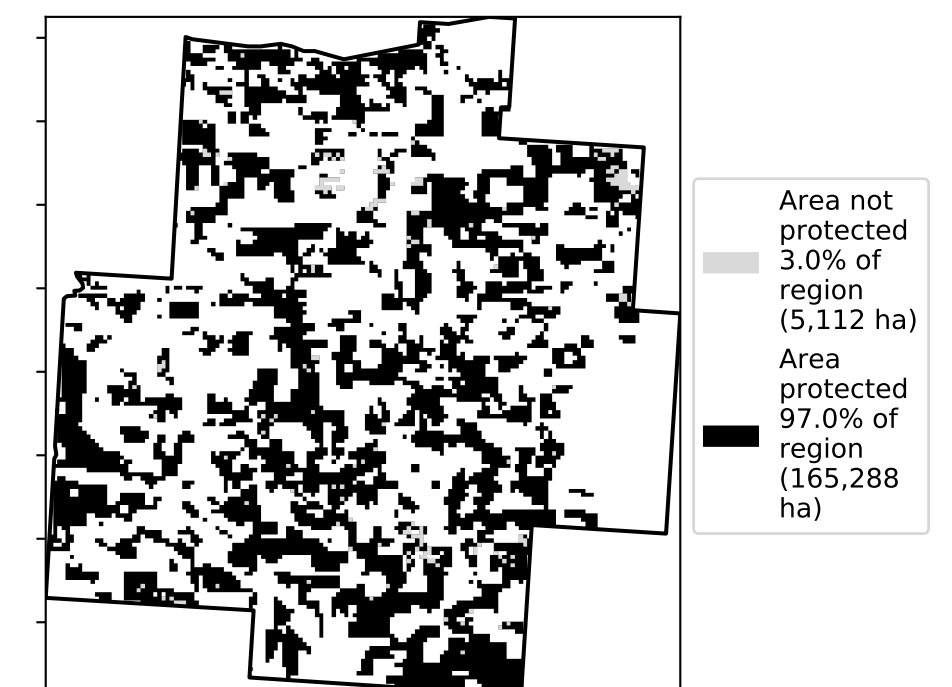 Area not
protected
3.0% of
region
(5,112 ha)
Area
protected
97.0% of
region
(165,288
ha)